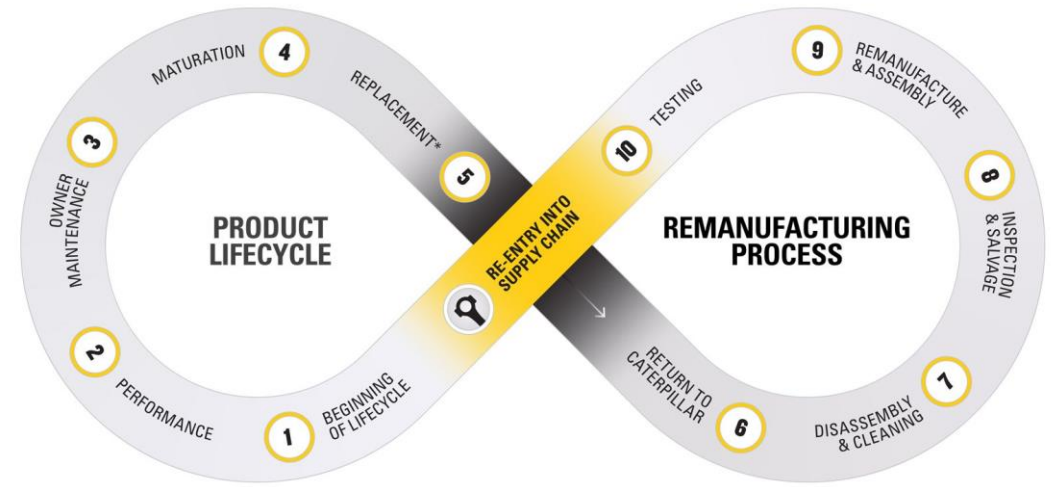 PRODUCT
LIFECYCLE
1
BEGINNING
OF LIFECYCLE
2
PERFORMANCE
3
OWNER
MAINTENANCE
4
MATURATION
5
REPLACEMENT*
REMANUFACTURING
PROCESS
6
RETURN TO
CATERPILLAR
7
DISASSEMBLY
& CLEANING
8
INSPECTION
& SALVAGE
9
REMANUFACTURE
& ASSEMBLY
10
TESTING
RE-ENTRY INTO
SUPPLY CHAIN